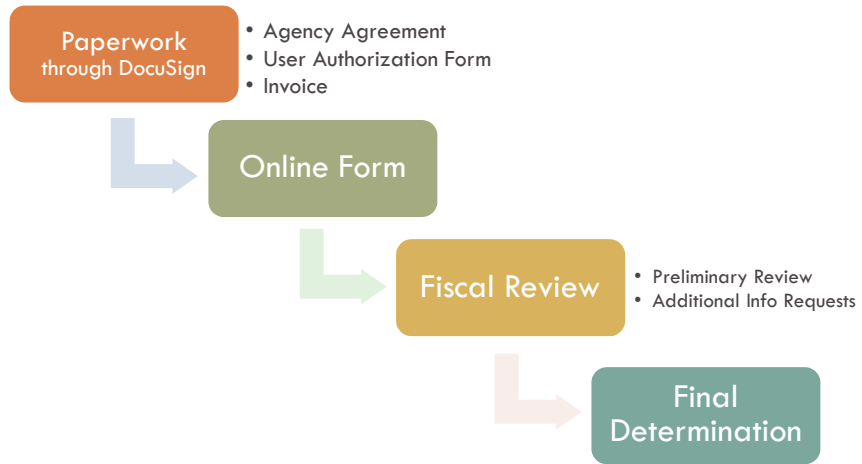 Paperwork
through DocuSign
• Agency Agreement
• User Authorization Form
• Invoice
Online Form
Fiscal Review
• Preliminary Review
• Additional Info Requests
Final
Determination